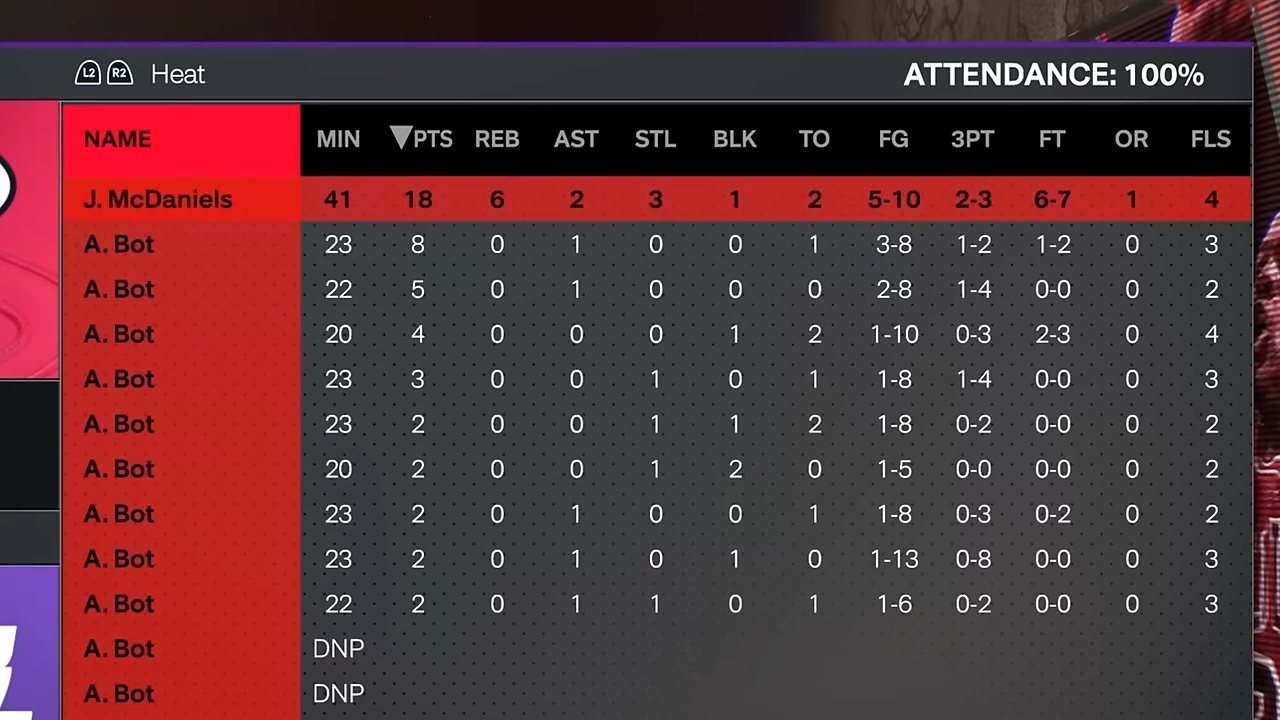 L2 R2 Heat ATTENDANCE: 100%
NAME MIN ▼PTS REB AST STL BLK TO FG 3PT FT OR FLS
J. McDaniels 41 18 6 2 3 1 2 5-10 2-3 6-7 1 4
A. Bot 23 8 0 1 0 0 1 3-8 1-2 1-2 0 3
A. Bot 22 5 0 1 0 0 0 2-8 1-4 0-0 0 2
A. Bot 20 4 0 0 0 1 2 1-10 0-3 2-3 0 4
A. Bot 23 3 0 0 1 0 1 1-8 1-4 0-0 0 3
A. Bot 23 2 0 0 1 1 2 1-8 0-2 0-0 0 2
A. Bot 20 2 0 0 1 2 0 1-5 0-0 0-0 0 2
A. Bot 23 2 0 1 0 0 1 1-8 0-3 0-2 0 2
A. Bot 23 2 0 1 0 1 0 1-13 0-8 0-0 0 3
A. Bot 22 2 0 1 1 0 1 1-6 0-2 0-0 0 3
A. Bot DNP
A. Bot DNP